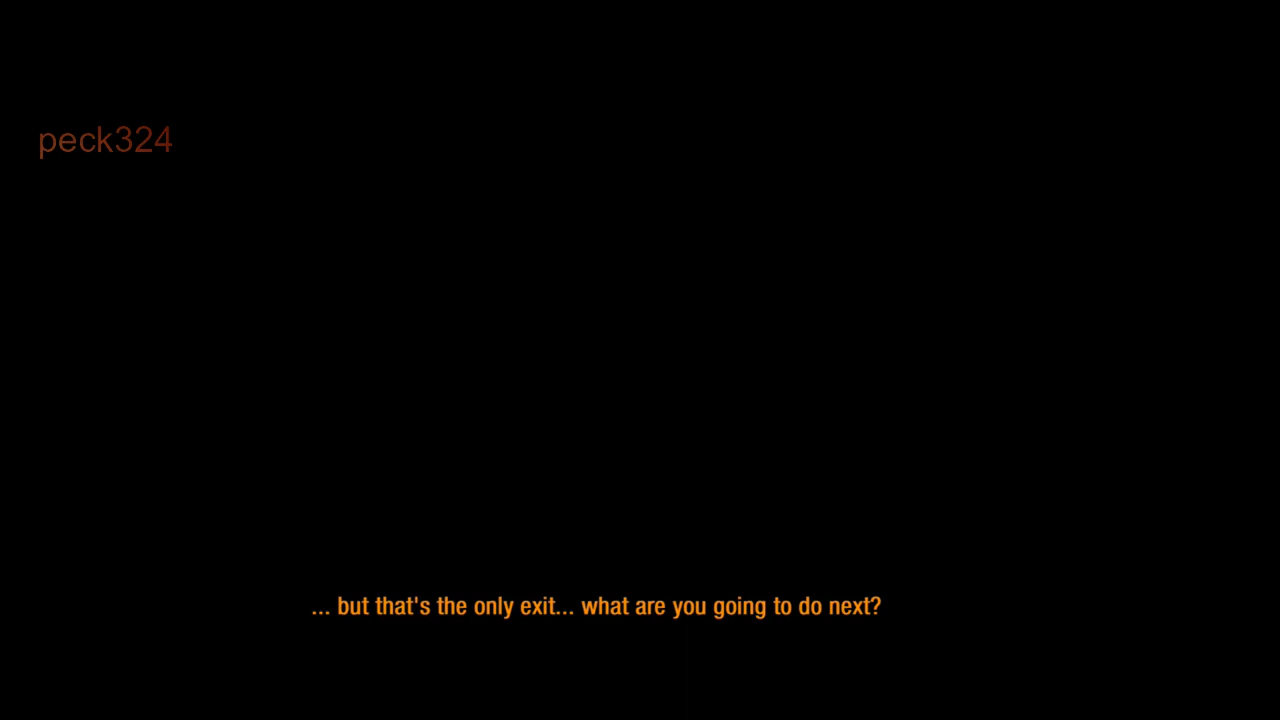 peck324
... but that's the only exit... what are you going to do next?